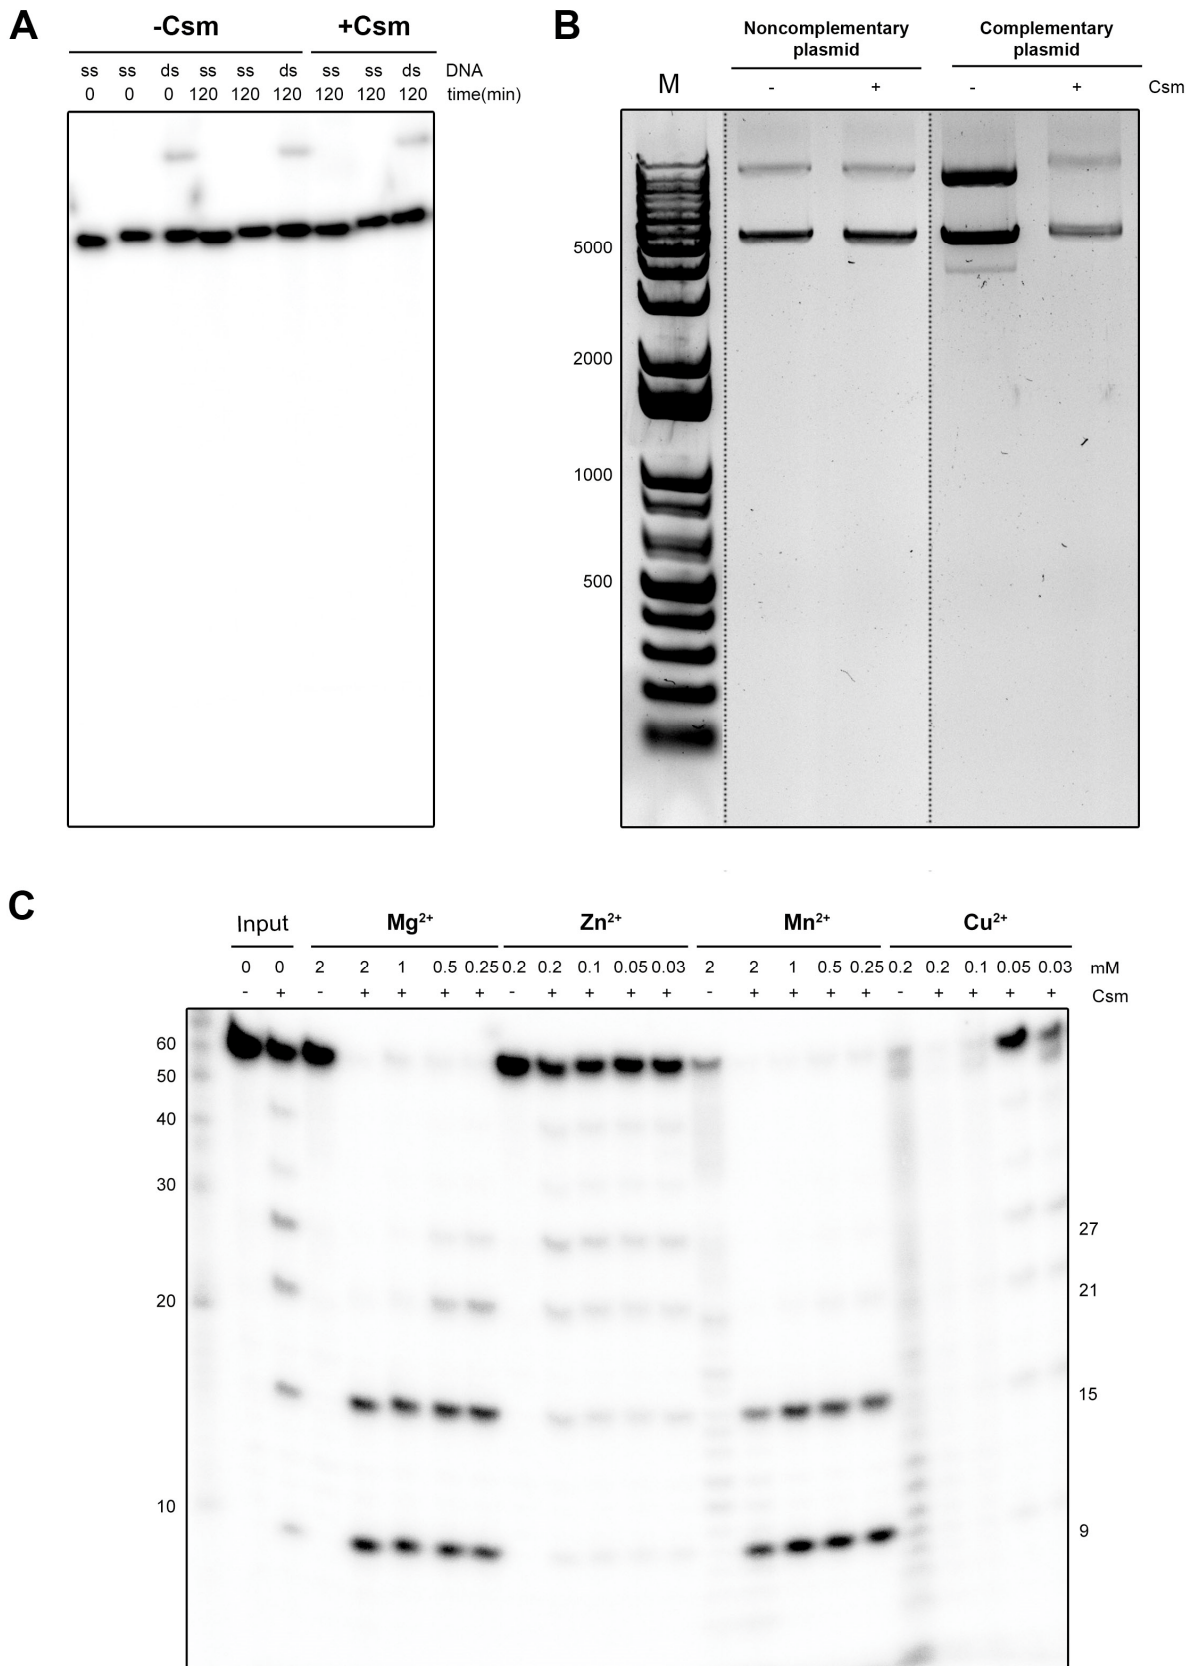 A
-Csm +Csm
ss ss ds ss ss ds ss ss ds DNA
0 0 0 120 120 120 120 120 120 time(min)
B
Noncomplementary plasmid
Complementary plasmid
M - + - + Csm
5000
2000
1000
500
C
Input Mg²⁺ Zn²⁺ Mn²⁺ Cu²⁺
0 0 2 2 1 0.5 0.25 0.2 0.2 0.1 0.05 0.03 2 2 1 0.5 0.25 0.2 0.2 0.1 0.05 0.03 mM
- + - + + + + - + + + + - + + + + - + + + + Csm
60
50
40
30
27
21
20
15
10
9